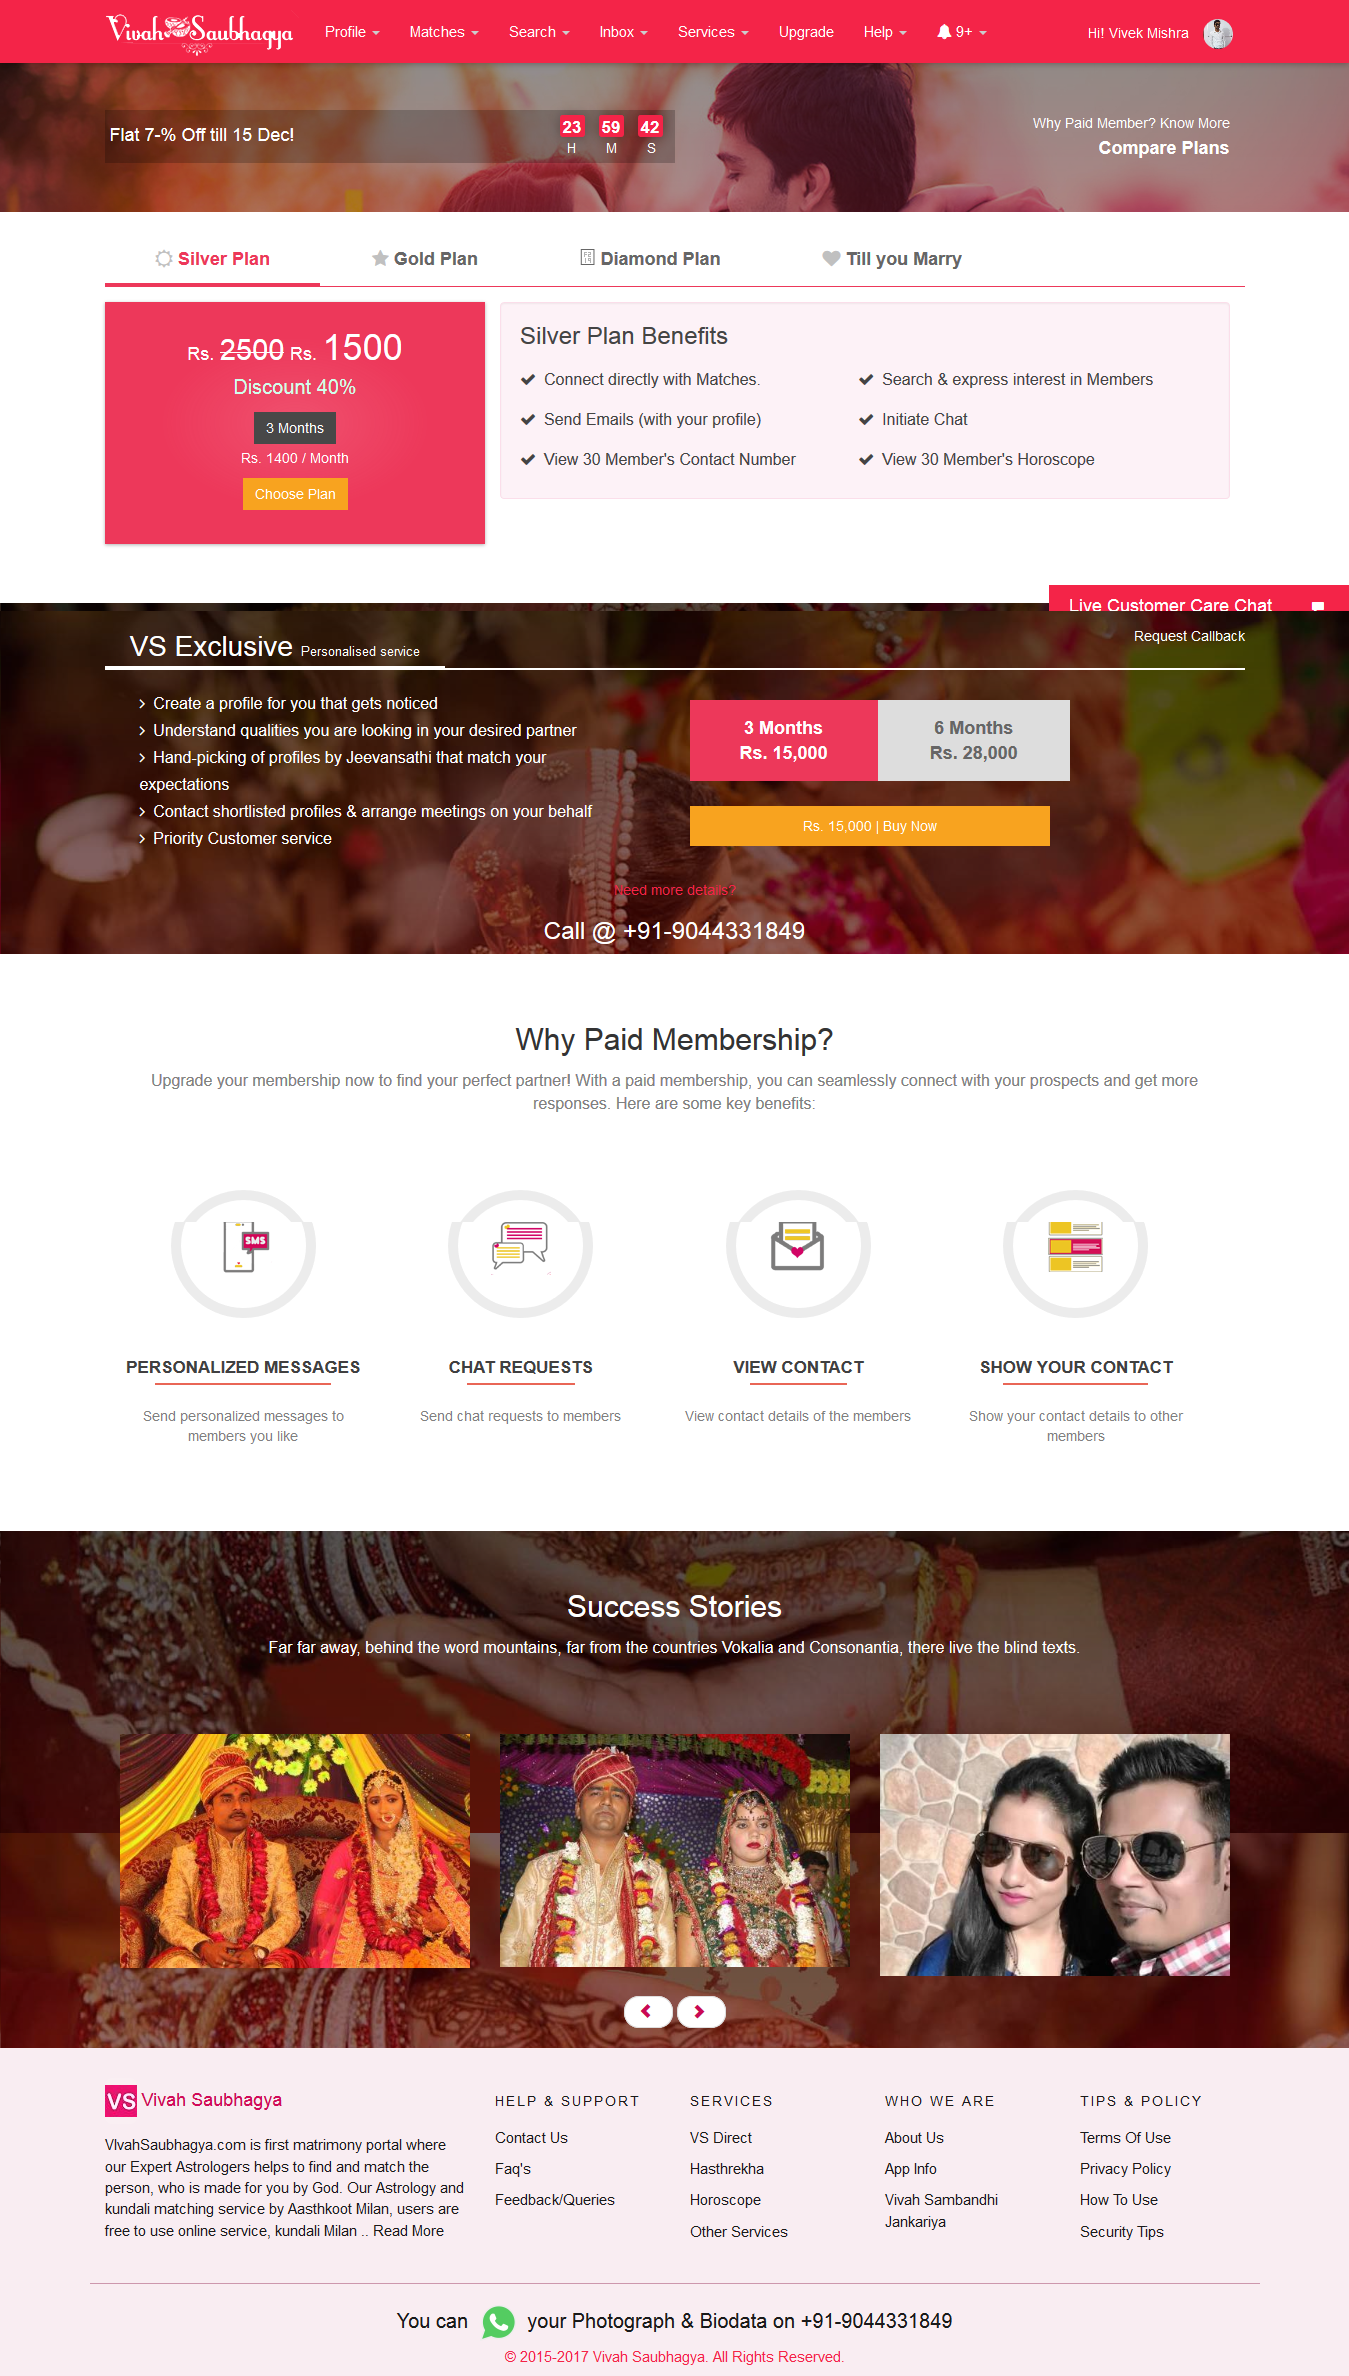 Vivah Saubhagya
Profile
Matches
Search
Inbox
Services
Upgrade
Help
9+
Hi! Vivek Mishra
Flat 7-% Off till 15 Dec!
23 59 42
H M S
Why Paid Member? Know More
Compare Plans
Silver Plan
Gold Plan
Diamond Plan
Till you Marry
Rs. 2500 Rs. 1500
Discount 40%
3 Months
Rs. 1400 / Month
Choose Plan
Silver Plan Benefits
Connect directly with Matches.
Search & express interest in Members
Send Emails (with your profile)
Initiate Chat
View 30 Member's Contact Number
View 30 Member's Horoscope
Live Customer Care Chat
VS Exclusive Personalised service
Request Callback
Create a profile for you that gets noticed
Understand qualities you are looking in your desired partner
Hand-picking of profiles by Jeevansathi that match your
expectations
Contact shortlisted profiles & arrange meetings on your behalf
Priority Customer service
3 Months
Rs. 15,000
6 Months
Rs. 28,000
Rs. 15,000 | Buy Now
Need more details?
Call @ +91-9044331849
Why Paid Membership?
Upgrade your membership now to find your perfect partner! With a paid membership, you can seamlessly connect with your prospects and get more
responses. Here are some key benefits:
SMS
PERSONALIZED MESSAGES
Send personalized messages to
members you like
CHAT REQUESTS
Send chat requests to members
VIEW CONTACT
View contact details of the members
SHOW YOUR CONTACT
Show your contact details to other
members
Success Stories
Far far away, behind the word mountains, far from the countries Vokalia and Consonantia, there live the blind texts.
VS Vivah Saubhagya
VIvahSaubhagya.com is first matrimony portal where
our Expert Astrologers helps to find and match the
person, who is made for you by God. Our Astrology and
kundali matching service by Aasthkoot Milan, users are
free to use online service, kundali Milan .. Read More
HELP & SUPPORT
Contact Us
Faq's
Feedback/Queries
SERVICES
VS Direct
Hasthrekha
Horoscope
Other Services
WHO WE ARE
About Us
App Info
Vivah Sambandhi
Jankariya
TIPS & POLICY
Terms Of Use
Privacy Policy
How To Use
Security Tips
You can your Photograph & Biodata on +91-9044331849
© 2015-2017 Vivah Saubhagya. All Rights Reserved.